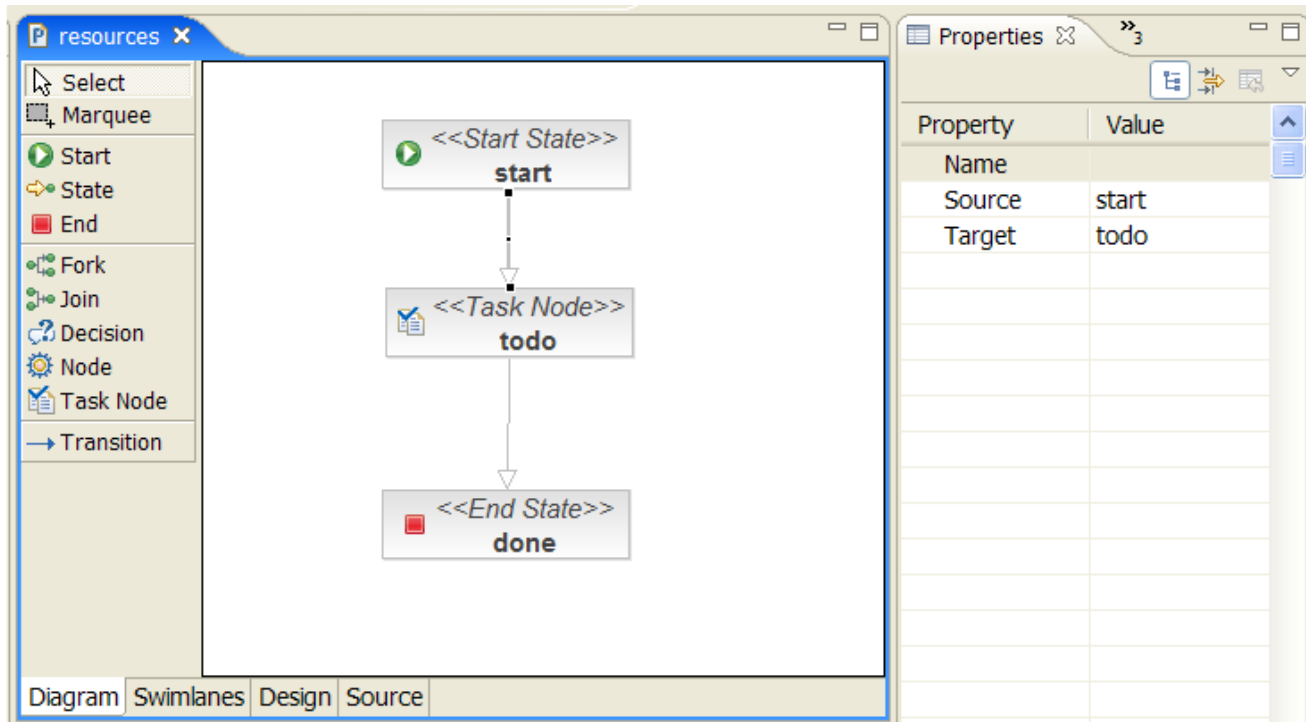 resources
Select
Marquee
Start
State
End
Fork
Join
Decision
Node
Task Node
Transition
<<Start State>>
start
<<Task Node>>
todo
<<End State>>
done
Diagram Swimlanes Design Source
Properties »3
Property Value
Name
Source start
Target todo